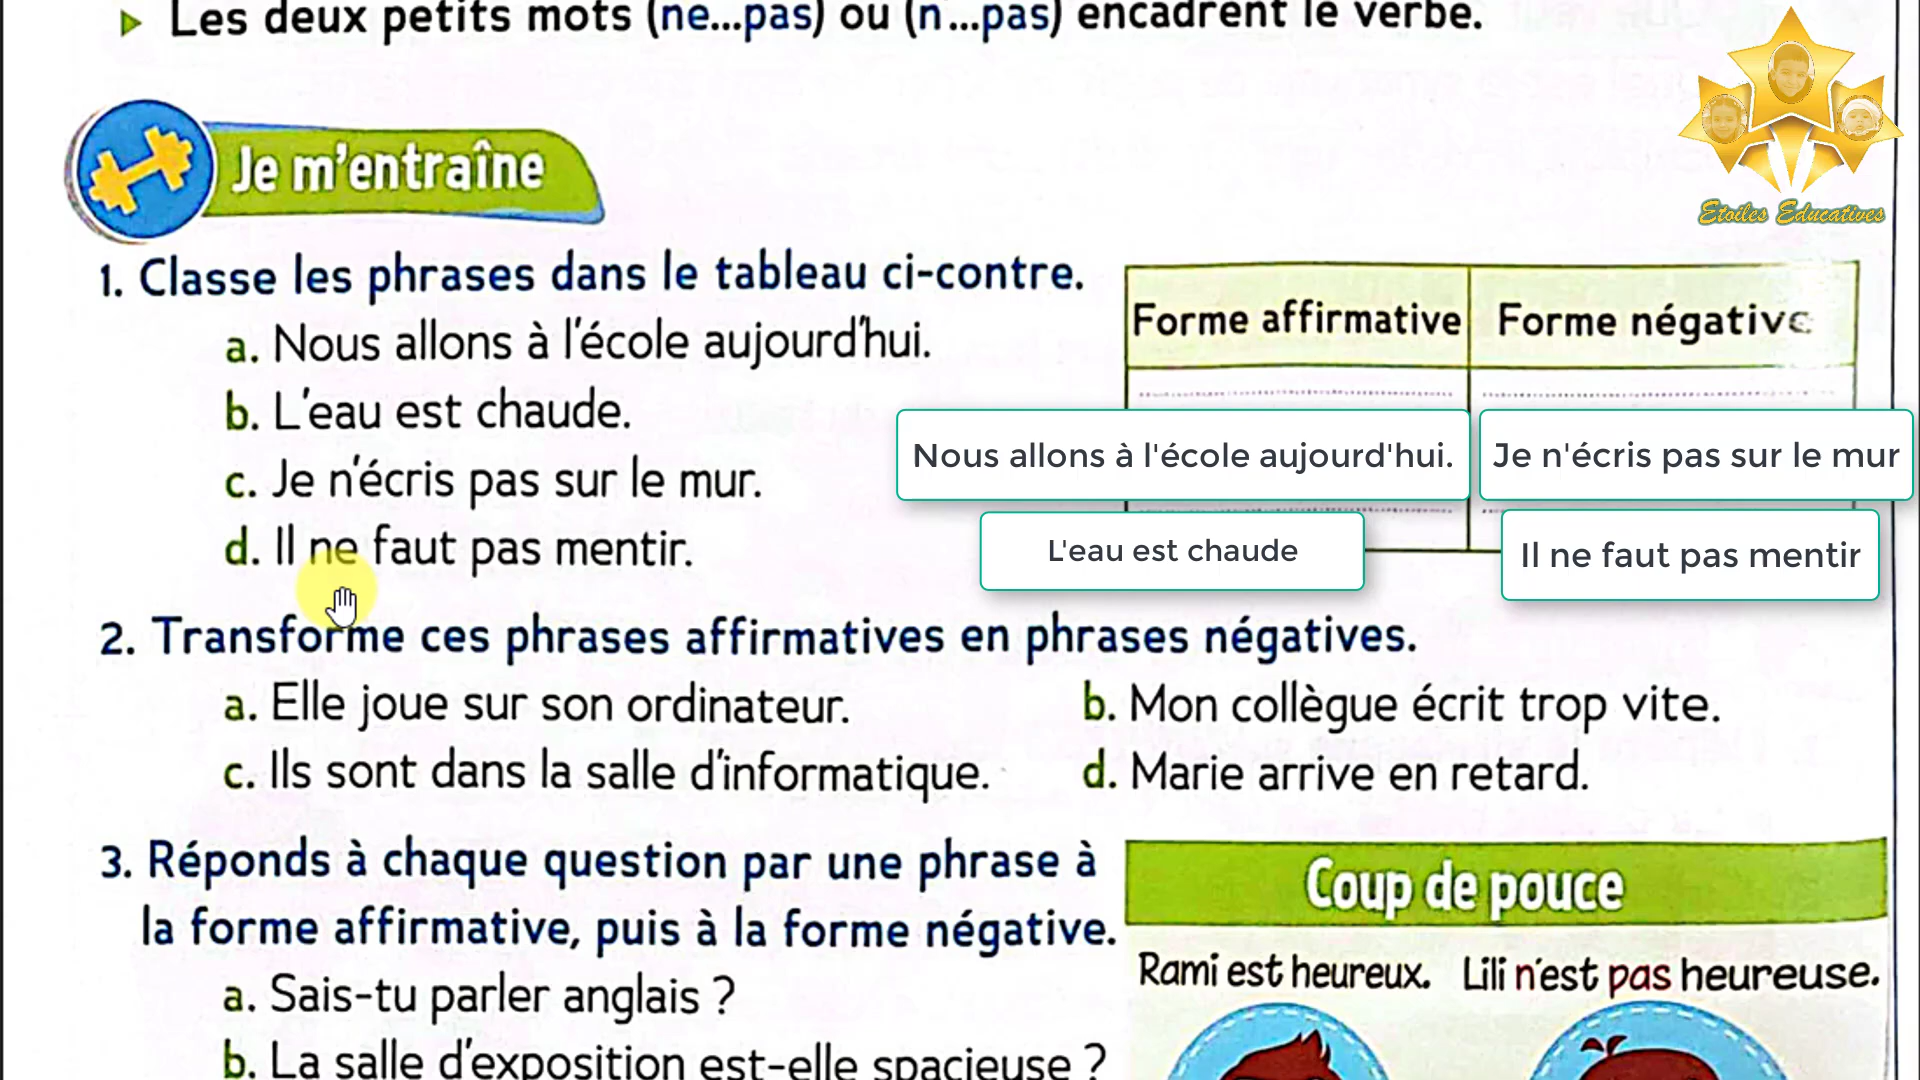 Les deux petits mots (ne...pas) ou (n'...pas) encadrent le verbe.
Etoiles Educatives
Je m'entraîne
1. Classe les phrases dans le tableau ci-contre.
a. Nous allons à l'école aujourd'hui.
b. L'eau est chaude.
c. Je n'écris pas sur le mur.
d. Il ne faut pas mentir.
Forme affirmative
Forme négative
Nous allons à l'école aujourd'hui.
Je n'écris pas sur le mur
L'eau est chaude
Il ne faut pas mentir
2. Transforme ces phrases affirmatives en phrases négatives.
a. Elle joue sur son ordinateur.
b. Mon collègue écrit trop vite.
c. Ils sont dans la salle d'informatique.
d. Marie arrive en retard.
3. Réponds à chaque question par une phrase à
la forme affirmative, puis à la forme négative.
a. Sais-tu parler anglais ?
b. La salle d'exposition est-elle spacieuse ?
Coup de pouce
Rami est heureux. Lili n'est pas heureuse.